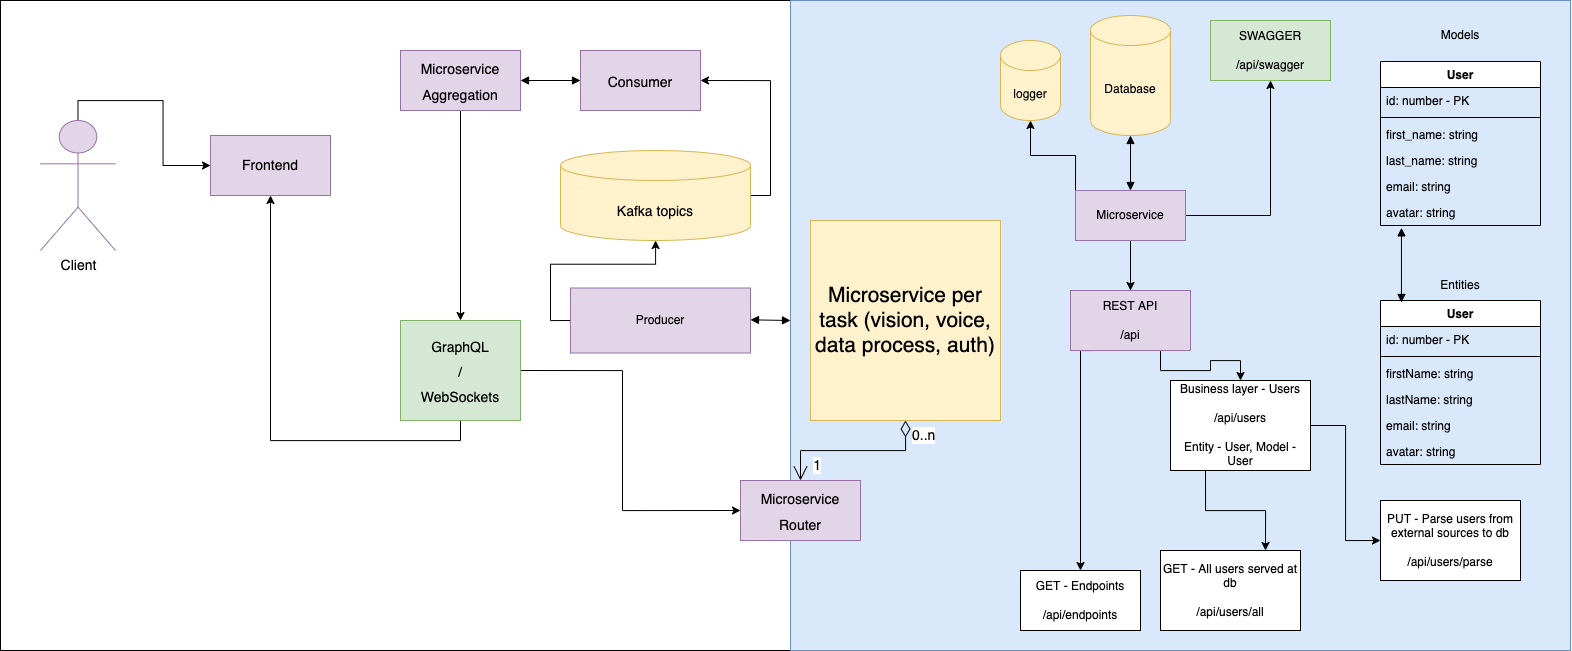 Client
Frontend
Microservice
Aggregation
Consumer
Kafka topics
Producer
GraphQL
/
WebSockets
Microservice per
task (vision, voice,
data process, auth)
0..n
1
Microservice
Router
logger
Database
SWAGGER
/api/swagger
Microservice
REST API
/api
Business layer - Users
/api/users
Entity - User, Model -
User
GET - Endpoints
/api/endpoints
GET - All users served at
db
/api/users/all
PUT - Parse users from
external sources to db
/api/users/parse
Models
User
id: number - PK
first_name: string
last_name: string
email: string
avatar: string
Entities
User
id: number - PK
firstName: string
lastName: string
email: string
avatar: string